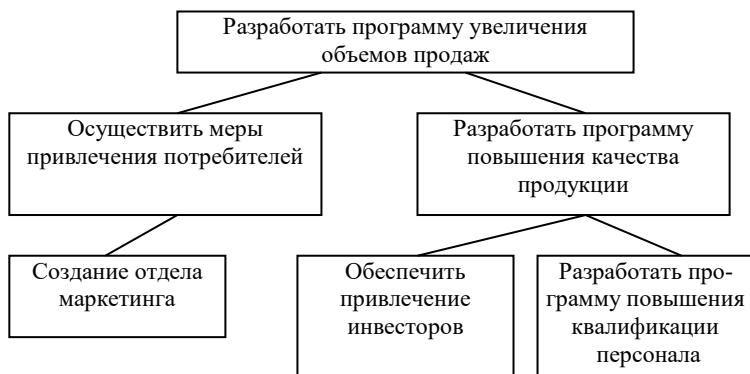 Разработать программу увеличения
объемов продаж
Осуществить меры
привлечения потребителей
Разработать программу
повышения качества
продукции
Создание отдела
маркетинга
Обеспечить
привлечение
инвесторов
Разработать про-
грамму повышения
квалификации
персонала